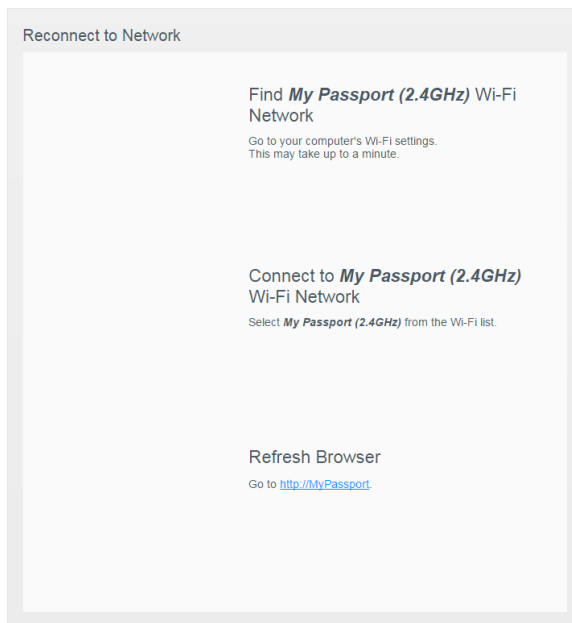 Reconnect to Network
Find My Passport (2.4GHz) Wi-Fi
Network
Go to your computer's Wi-Fi settings.
This may take up to a minute.
Connect to My Passport (2.4GHz)
Wi-Fi Network
Select My Passport (2.4GHz) from the Wi-Fi list.
Refresh Browser
Go to http://MyPassport.